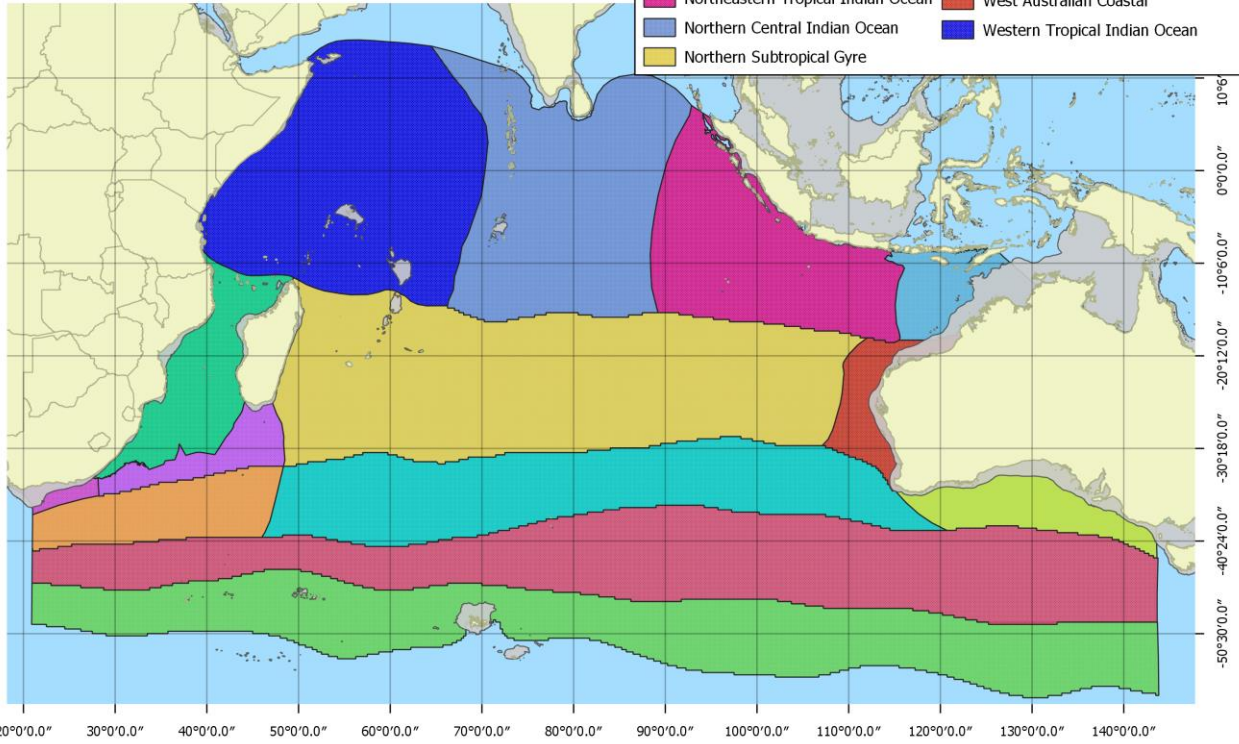 Northeastern Tropical Indian Ocean
West Australian Coastal
Northern Central Indian Ocean
Western Tropical Indian Ocean
Northern Subtropical Gyre
10°6'
0°0'0.0"
-10°6'0.0"
-20°12'0.0"
-30°18'0.0"
-40°24'0.0"
-50°30'0.0"
20°0'0.0" 30°0'0.0" 40°0'0.0" 50°0'0.0" 60°0'0.0" 70°0'0.0" 80°0'0.0" 90°0'0.0" 100°0'0.0" 110°0'0.0" 120°0'0.0" 130°0'0.0" 140°0'0.0"